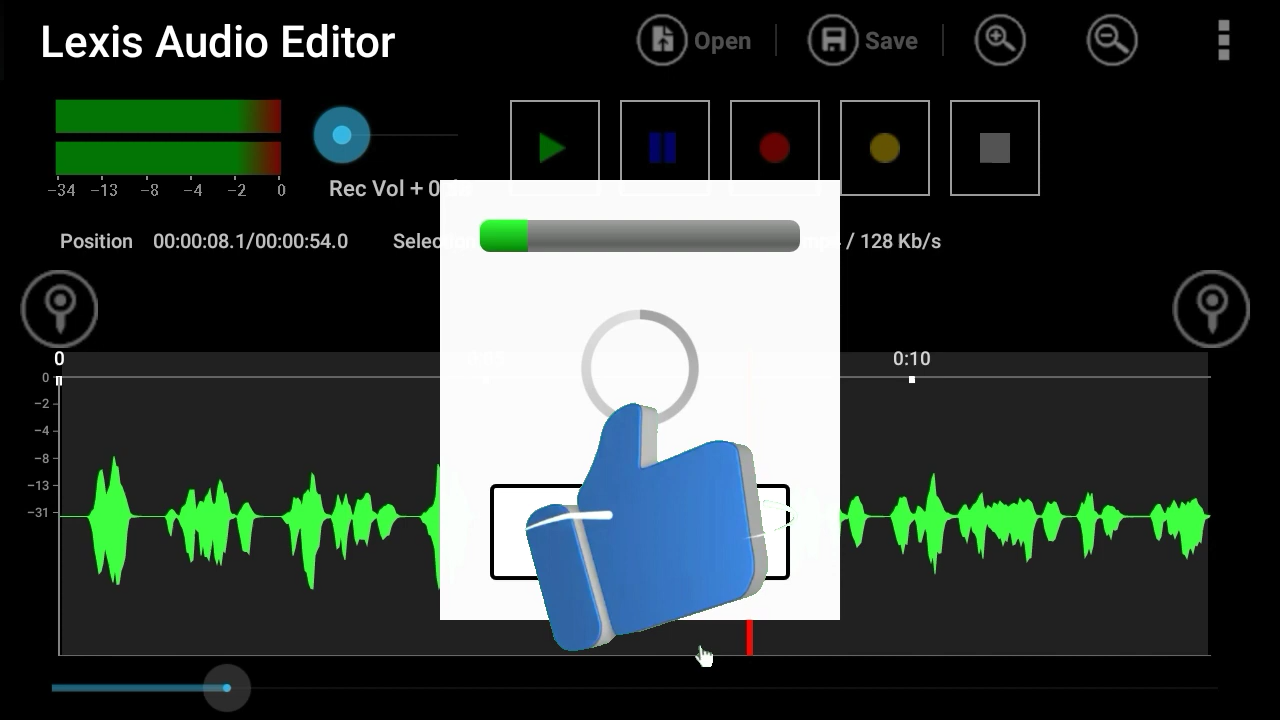 Lexis Audio Editor
Open
Save
-34 -13 -8 -4 -2 0
Rec Vol + 0
Position 00:00:08.1/00:00:54.0
/ 128 Kb/s
0
0:10
0
-2
-4
-8
-13
-31